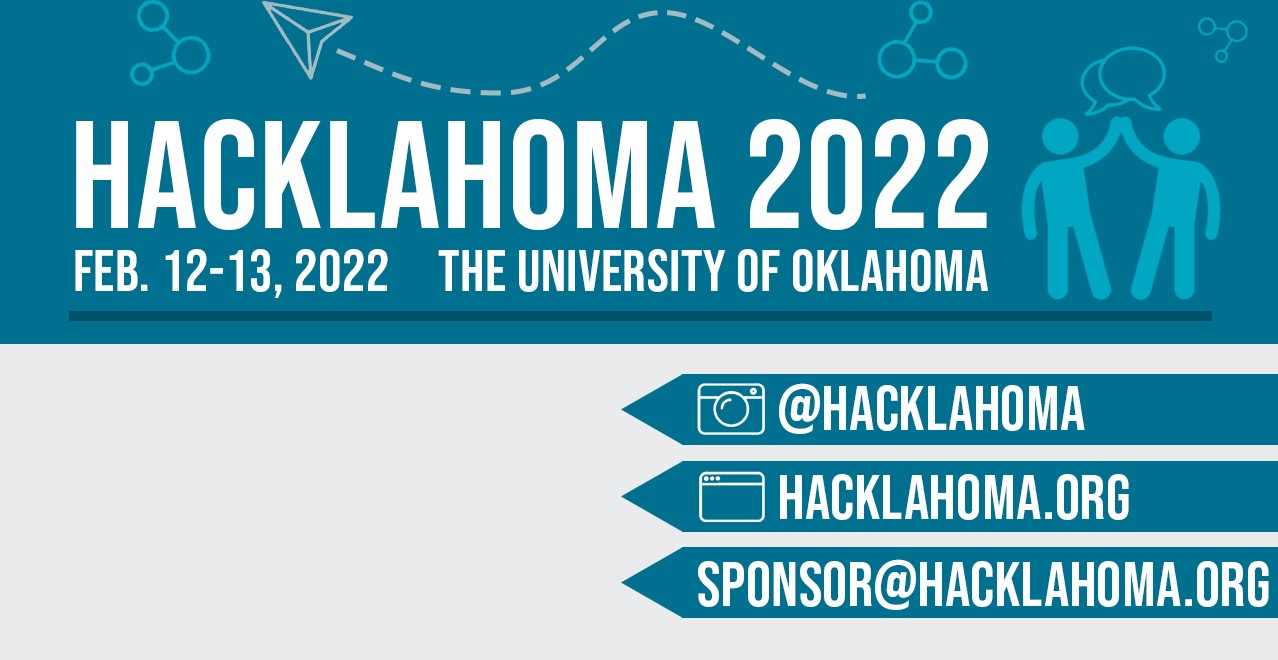 HACKLAHOMA 2022
FEB. 12-13, 2022 THE UNIVERSITY OF OKLAHOMA
@HACKLAHOMA
HACKLAHOMA.ORG
SPONSOR@HACKLAHOMA.ORG